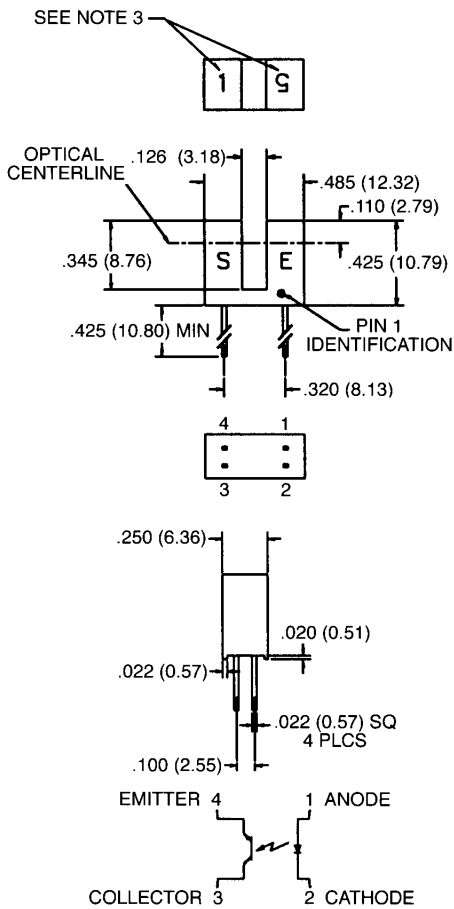 SEE NOTE 3
1 5
OPTICAL
CENTERLINE
.126 (3.18)
.485 (12.32)
.110 (2.79)
.345 (8.76)
S E
.425 (10.79)
.425 (10.80) MIN
PIN 1
IDENTIFICATION
.320 (8.13)
4 1
3 2
.250 (6.36)
.020 (0.51)
.022 (0.57)
.022 (0.57) SQ
4 PLCS
.100 (2.55)
EMITTER 4 1 ANODE
COLLECTOR 3 2 CATHODE